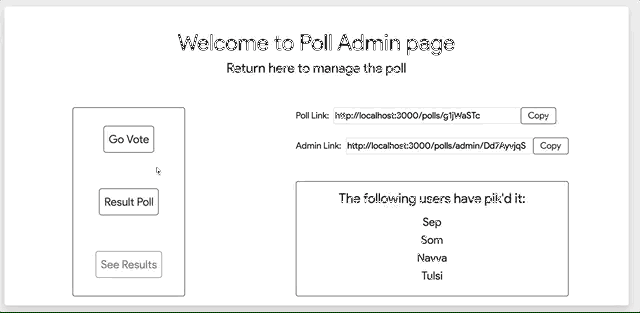 Welcome to Poll Admin page
Return here to manage the poll
Go Vote
Result Poll
See Results
Poll Link: http://localhost:3000/polls/g1jWaSTc Copy
Admin Link: http://localhost:3000/polls/admin/Dd7AyvjqS Copy
The following users have pik'd it:
Sep
Som
Navva
Tulsi